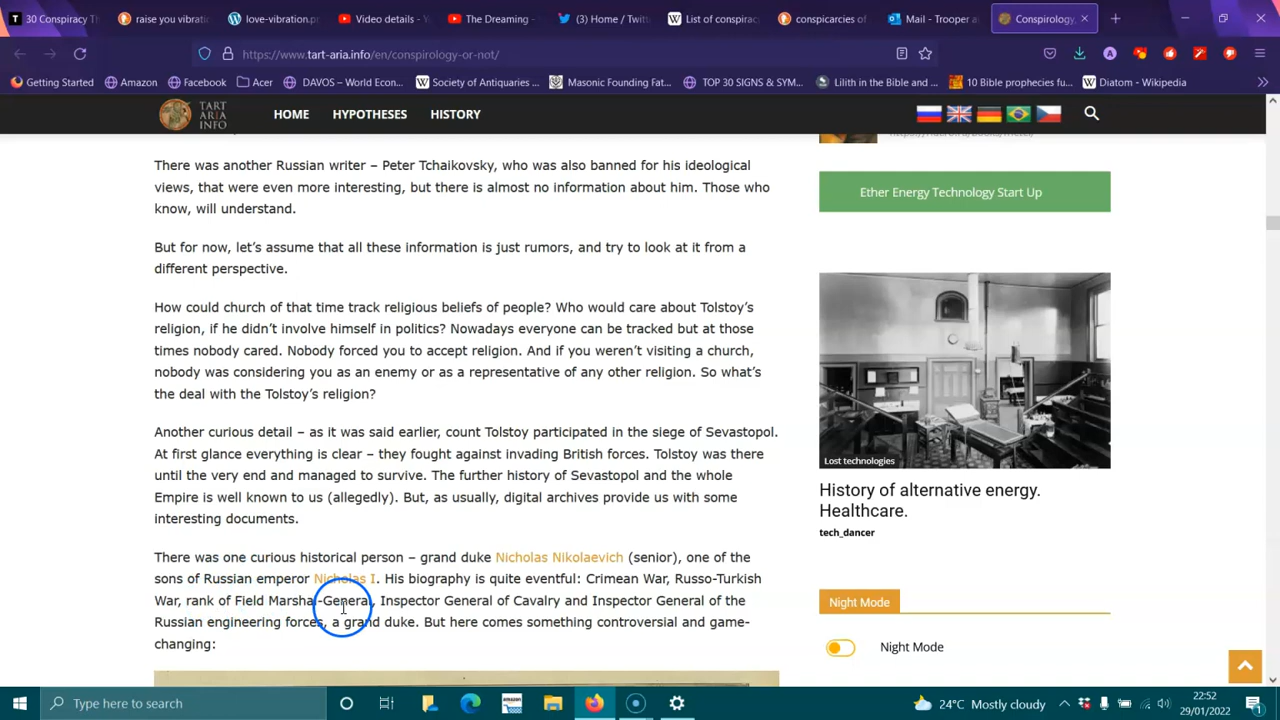 30 Conspiracy T
raise you vibrati
love-vibration.pr
Video details - Y
The Dreaming -
(3) Home / Twitt
List of conspirac
conspicarcies of
Mail - Trooper a
Conspirology,
https://www.tart-aria.info/en/conspirology-or-not/
Getting Started
Amazon
Facebook
Acer
DAVOS – World Econ...
Society of Antiquaries ...
Masonic Founding Fat...
TOP 30 SIGNS & SYM...
Lilith in the Bible and ...
10 Bible prophecies fu...
Diatom - Wikipedia
TART
ARIA
INFO
HOME
HYPOTHESES
HISTORY
There was another Russian writer – Peter Tchaikovsky, who was also banned for his ideological
views, that were even more interesting, but there is almost no information about him. Those who
know, will understand.
But for now, let's assume that all these information is just rumors, and try to look at it from a
different perspective.
How could church of that time track religious beliefs of people? Who would care about Tolstoy's
religion, if he didn't involve himself in politics? Nowadays everyone can be tracked but at those
times nobody cared. Nobody forced you to accept religion. And if you weren't visiting a church,
nobody was considering you as an enemy or as a representative of any other religion. So what's
the deal with the Tolstoy's religion?
Another curious detail – as it was said earlier, count Tolstoy participated in the siege of Sevastopol.
At first glance everything is clear – they fought against invading British forces. Tolstoy was there
until the very end and managed to survive. The further history of Sevastopol and the whole
Empire is well known to us (allegedly). But, as usually, digital archives provide us with some
interesting documents.
There was one curious historical person – grand duke Nicholas Nikolaevich (senior), one of the
sons of Russian emperor Nicholas I. His biography is quite eventful: Crimean War, Russo-Turkish
War, rank of Field Marshal-General, Inspector General of Cavalry and Inspector General of the
Russian engineering forces, a grand duke. But here comes something controversial and game-
changing:
Ether Energy Technology Start Up
Lost technologies
History of alternative energy.
Healthcare.
tech_dancer
Night Mode
Night Mode
Type here to search
amazon
24°C Mostly cloudy
22:52
29/01/2022
1